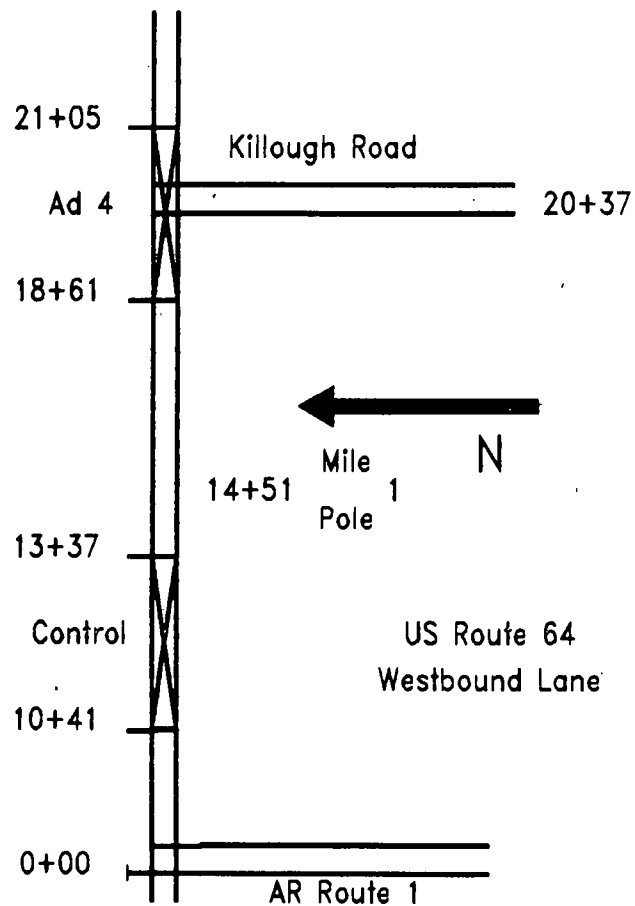 21+05
Killough Road
Ad 4
20+37
18+61
N
Mile
14+51
1
Pole
13+37
Control
US Route 64
Westbound Lane
10+41
0+00
AR Route 1